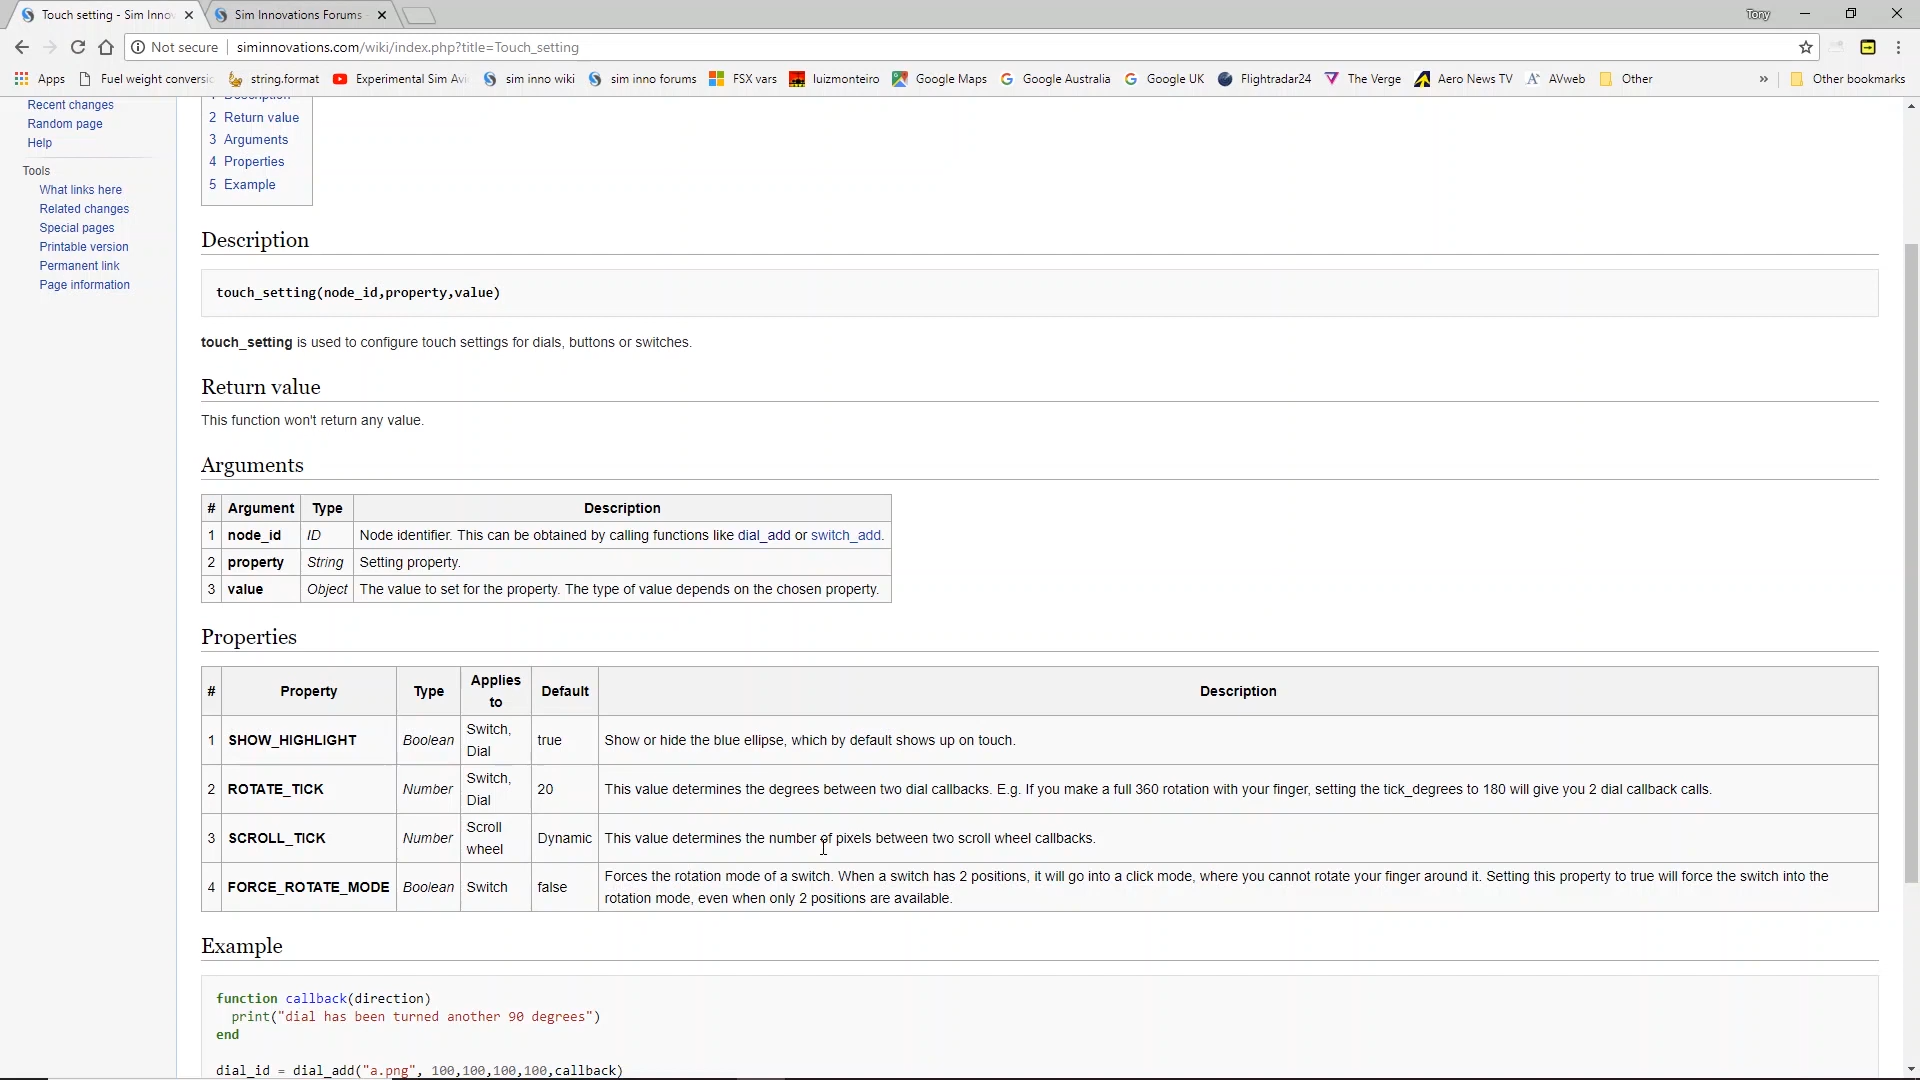 Touch setting - Sim Inno
Sim Innovations Forums
Tony
Not secure
siminnovations.com/wiki/index.php?title=Touch_setting
Apps
Fuel weight conversic
string.format
Experimental Sim Avi
sim inno wiki
sim inno forums
FSX vars
luizmonteiro
Google Maps
Google Australia
Google UK
Flightradar24
The Verge
Aero News TV
AVweb
Other
»
Other bookmarks
Recent changes
Random page
Help
Tools
What links here
Related changes
Special pages
Printable version
Permanent link
Page information
1 Description
2 Return value
3 Arguments
4 Properties
5 Example
Description
touch_setting(node_id,property,value)
touch_setting is used to configure touch settings for dials, buttons or switches.
Return value
This function won't return any value.
Arguments
# Argument Type Description
1 node_id ID Node identifier. This can be obtained by calling functions like dial_add or switch_add.
2 property String Setting property.
3 value Object The value to set for the property. The type of value depends on the chosen property.
Properties
# Property Type Applies to Default Description
1 SHOW_HIGHLIGHT Boolean Switch, Dial true Show or hide the blue ellipse, which by default shows up on touch.
2 ROTATE_TICK Number Switch, Dial 20 This value determines the degrees between two dial callbacks. E.g. If you make a full 360 rotation with your finger, setting the tick_degrees to 180 will give you 2 dial callback calls.
3 SCROLL_TICK Number Scroll wheel Dynamic This value determines the number of pixels between two scroll wheel callbacks.
4 FORCE_ROTATE_MODE Boolean Switch false Forces the rotation mode of a switch. When a switch has 2 positions, it will go into a click mode, where you cannot rotate your finger around it. Setting this property to true will force the switch into the
rotation mode, even when only 2 positions are available.
Example
function callback(direction)
print("dial has been turned another 90 degrees")
end
dial_id = dial_add("a.png", 100,100,100,100,callback)